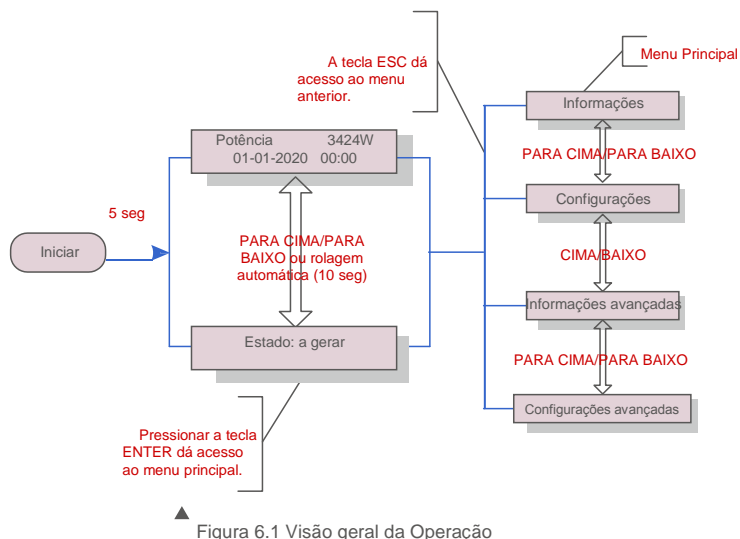 A tecla ESC dá
acesso ao menu
anterior.
Menu Principal
Informações
Potência 3424W
01-01-2020 00:00
PARA CIMA/PARA BAIXO
Configurações
5 seg
Iniciar
PARA CIMA/PARA
BAIXO ou rolagem
automática (10 seg)
CIMA/BAIXO
Informações avançadas
Estado: a gerar
PARA CIMA/PARA BAIXO
Configurações avançadas
Pressionar a tecla
ENTER dá acesso
ao menu principal.
Figura 6.1 Visão geral da Operação